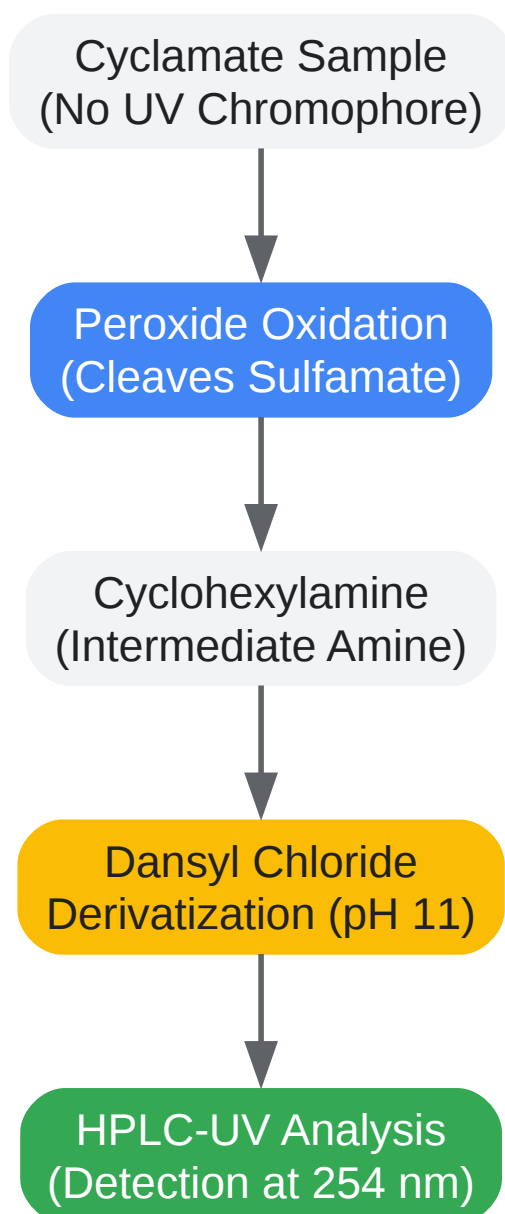 Cyclamate Sample
(No UV Chromophore)
Peroxide Oxidation
(Cleaves Sulfamate)
Cyclohexylamine
(Intermediate Amine)
Dansyl Chloride
Derivatization (pH 11)
HPLC-UV Analysis
(Detection at 254 nm)